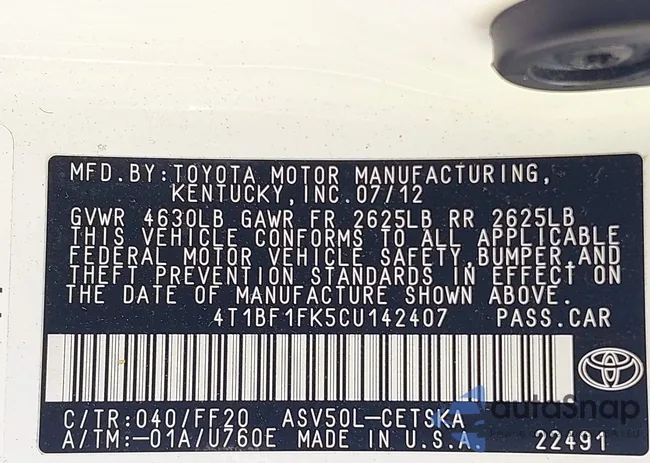 MFD.BY:TOYOTA MOTOR MANUFACTURING,
KENTUCKY,INC.07/12
GVWR 4630LB GAWR FR 2625LB RR 2625LB
THIS VEHICLE CONFORMS TO ALL APPLICABLE
FEDERAL MOTOR VEHICLE SAFETY,BUMPER,AND
THEFT PREVENTION STANDARDS IN EFFECT ON
THE DATE OF MANUFACTURE SHOWN ABOVE.
4T1BF1FK5CU142407 PASS.CAR
C/TR:040/FF20 ASV50L-CETSKA
A/TM:-01A/U760E MADE IN U.S.A. 22491
autoSnap